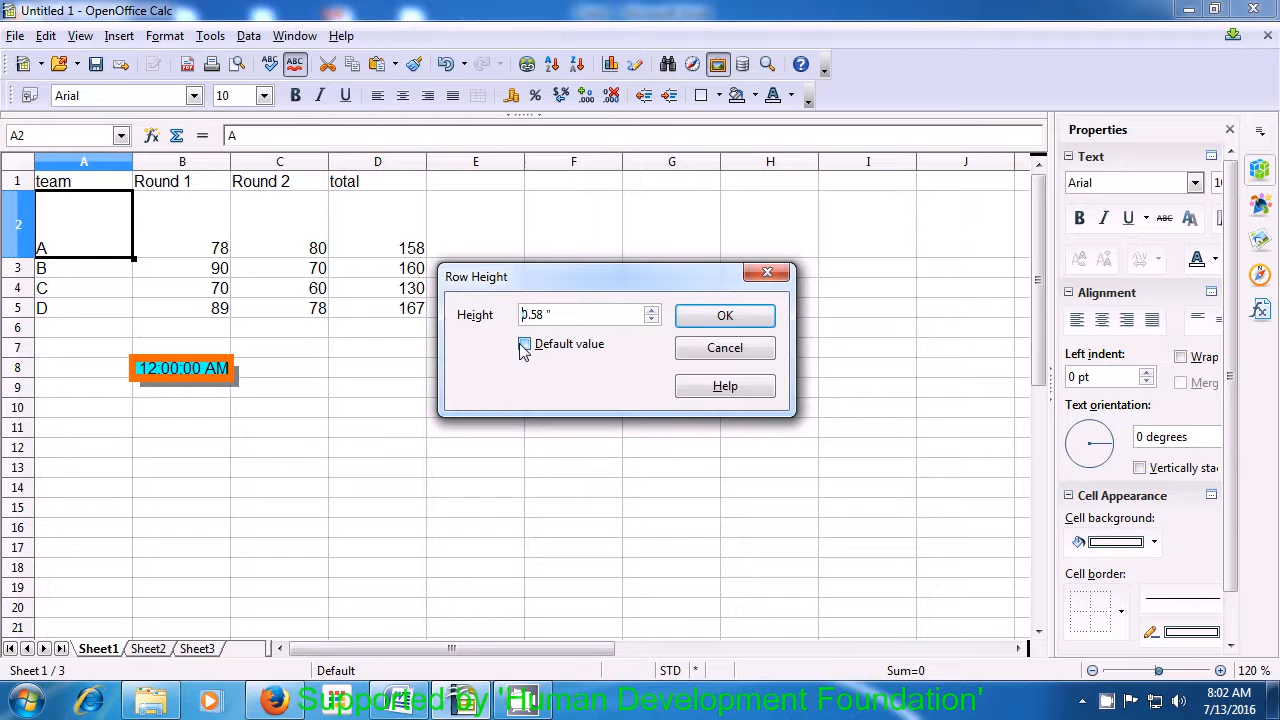 Untitled 1 - OpenOffice Calc
File Edit View Insert Format Tools Data Window Help
Arial 10
A2 A
A B C D E F G H I J
1 team Round 1 Round 2 total
2 A 78 80 158
3 B 90 70 160
4 C 70 60 130
5 D 89 78 167
6
7
8 12:00:00 AM
9
10
11
12
13
14
15
16
17
18
19
20
21
Row Height
Height 0.58 " OK
Default value Cancel
Help
Properties
Text
Arial 10
Alignment
Left indent: Wrap
0 pt Merg
Text orientation:
0 degrees
Vertically stac
Cell Appearance
Cell background:
Cell border:
Sheet1 Sheet2 Sheet3
Sheet 1 / 3 Default STD * Sum=0 120 %
Supported By 'Human Development Foundation'
8:02 AM
7/13/2016